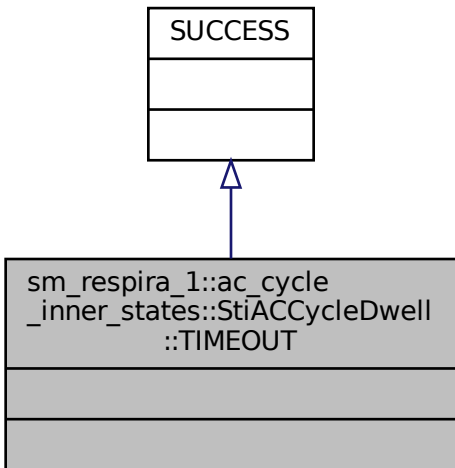 SUCCESS
sm_respira_1::ac_cycle
_inner_states::StiACCycleDwell
::TIMEOUT